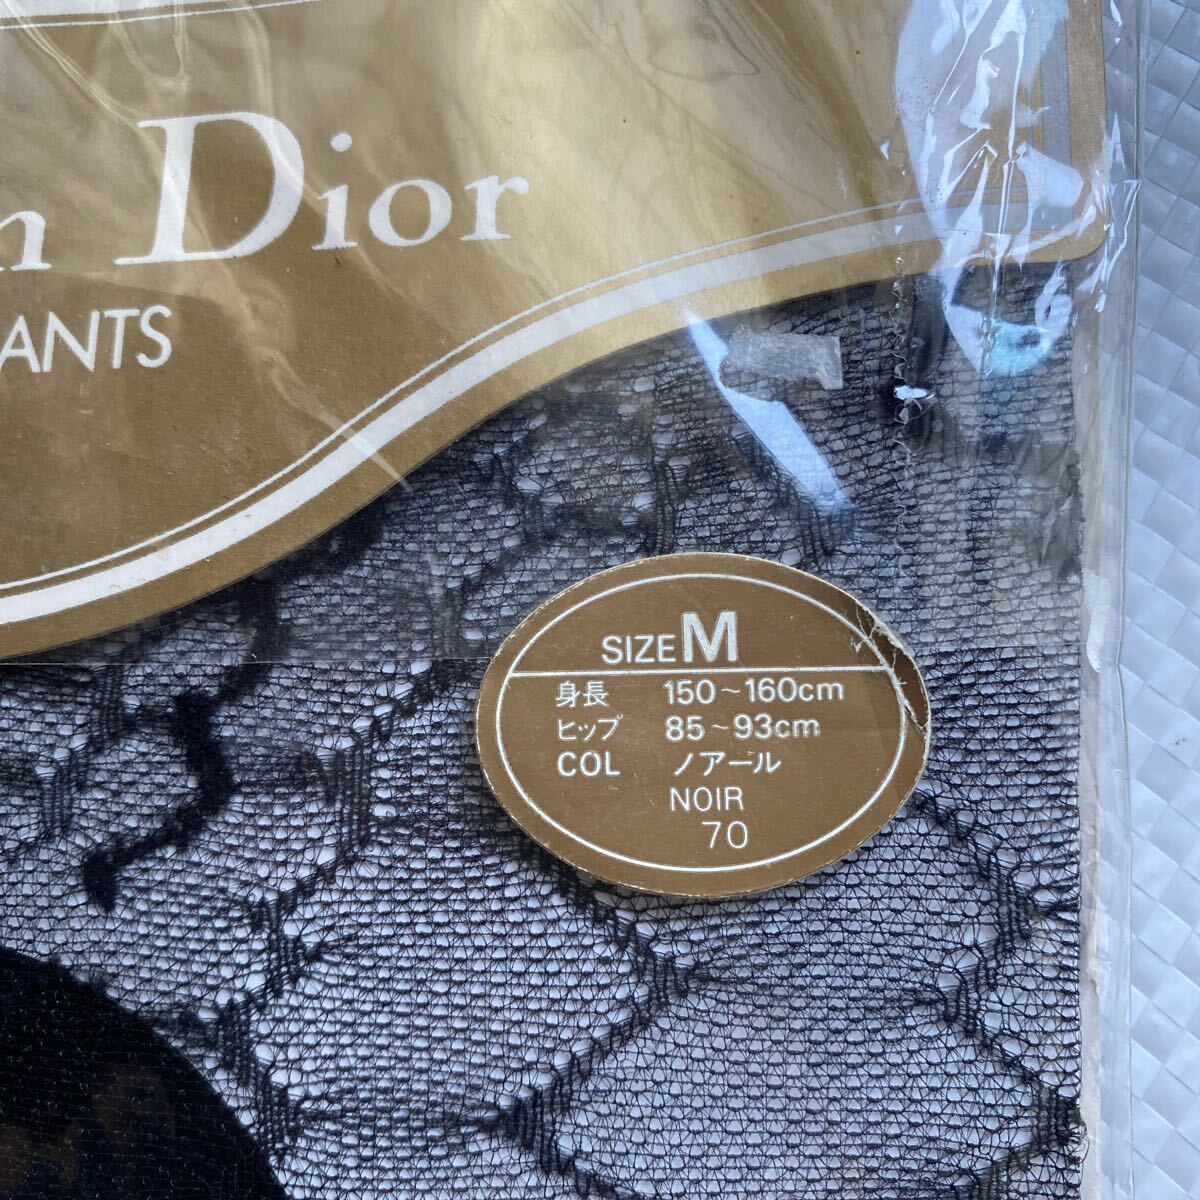 n Dior
ANTS
SIZE M
身長 150~160cm
ヒップ 85~93cm
COL ノアール
NOIR
70